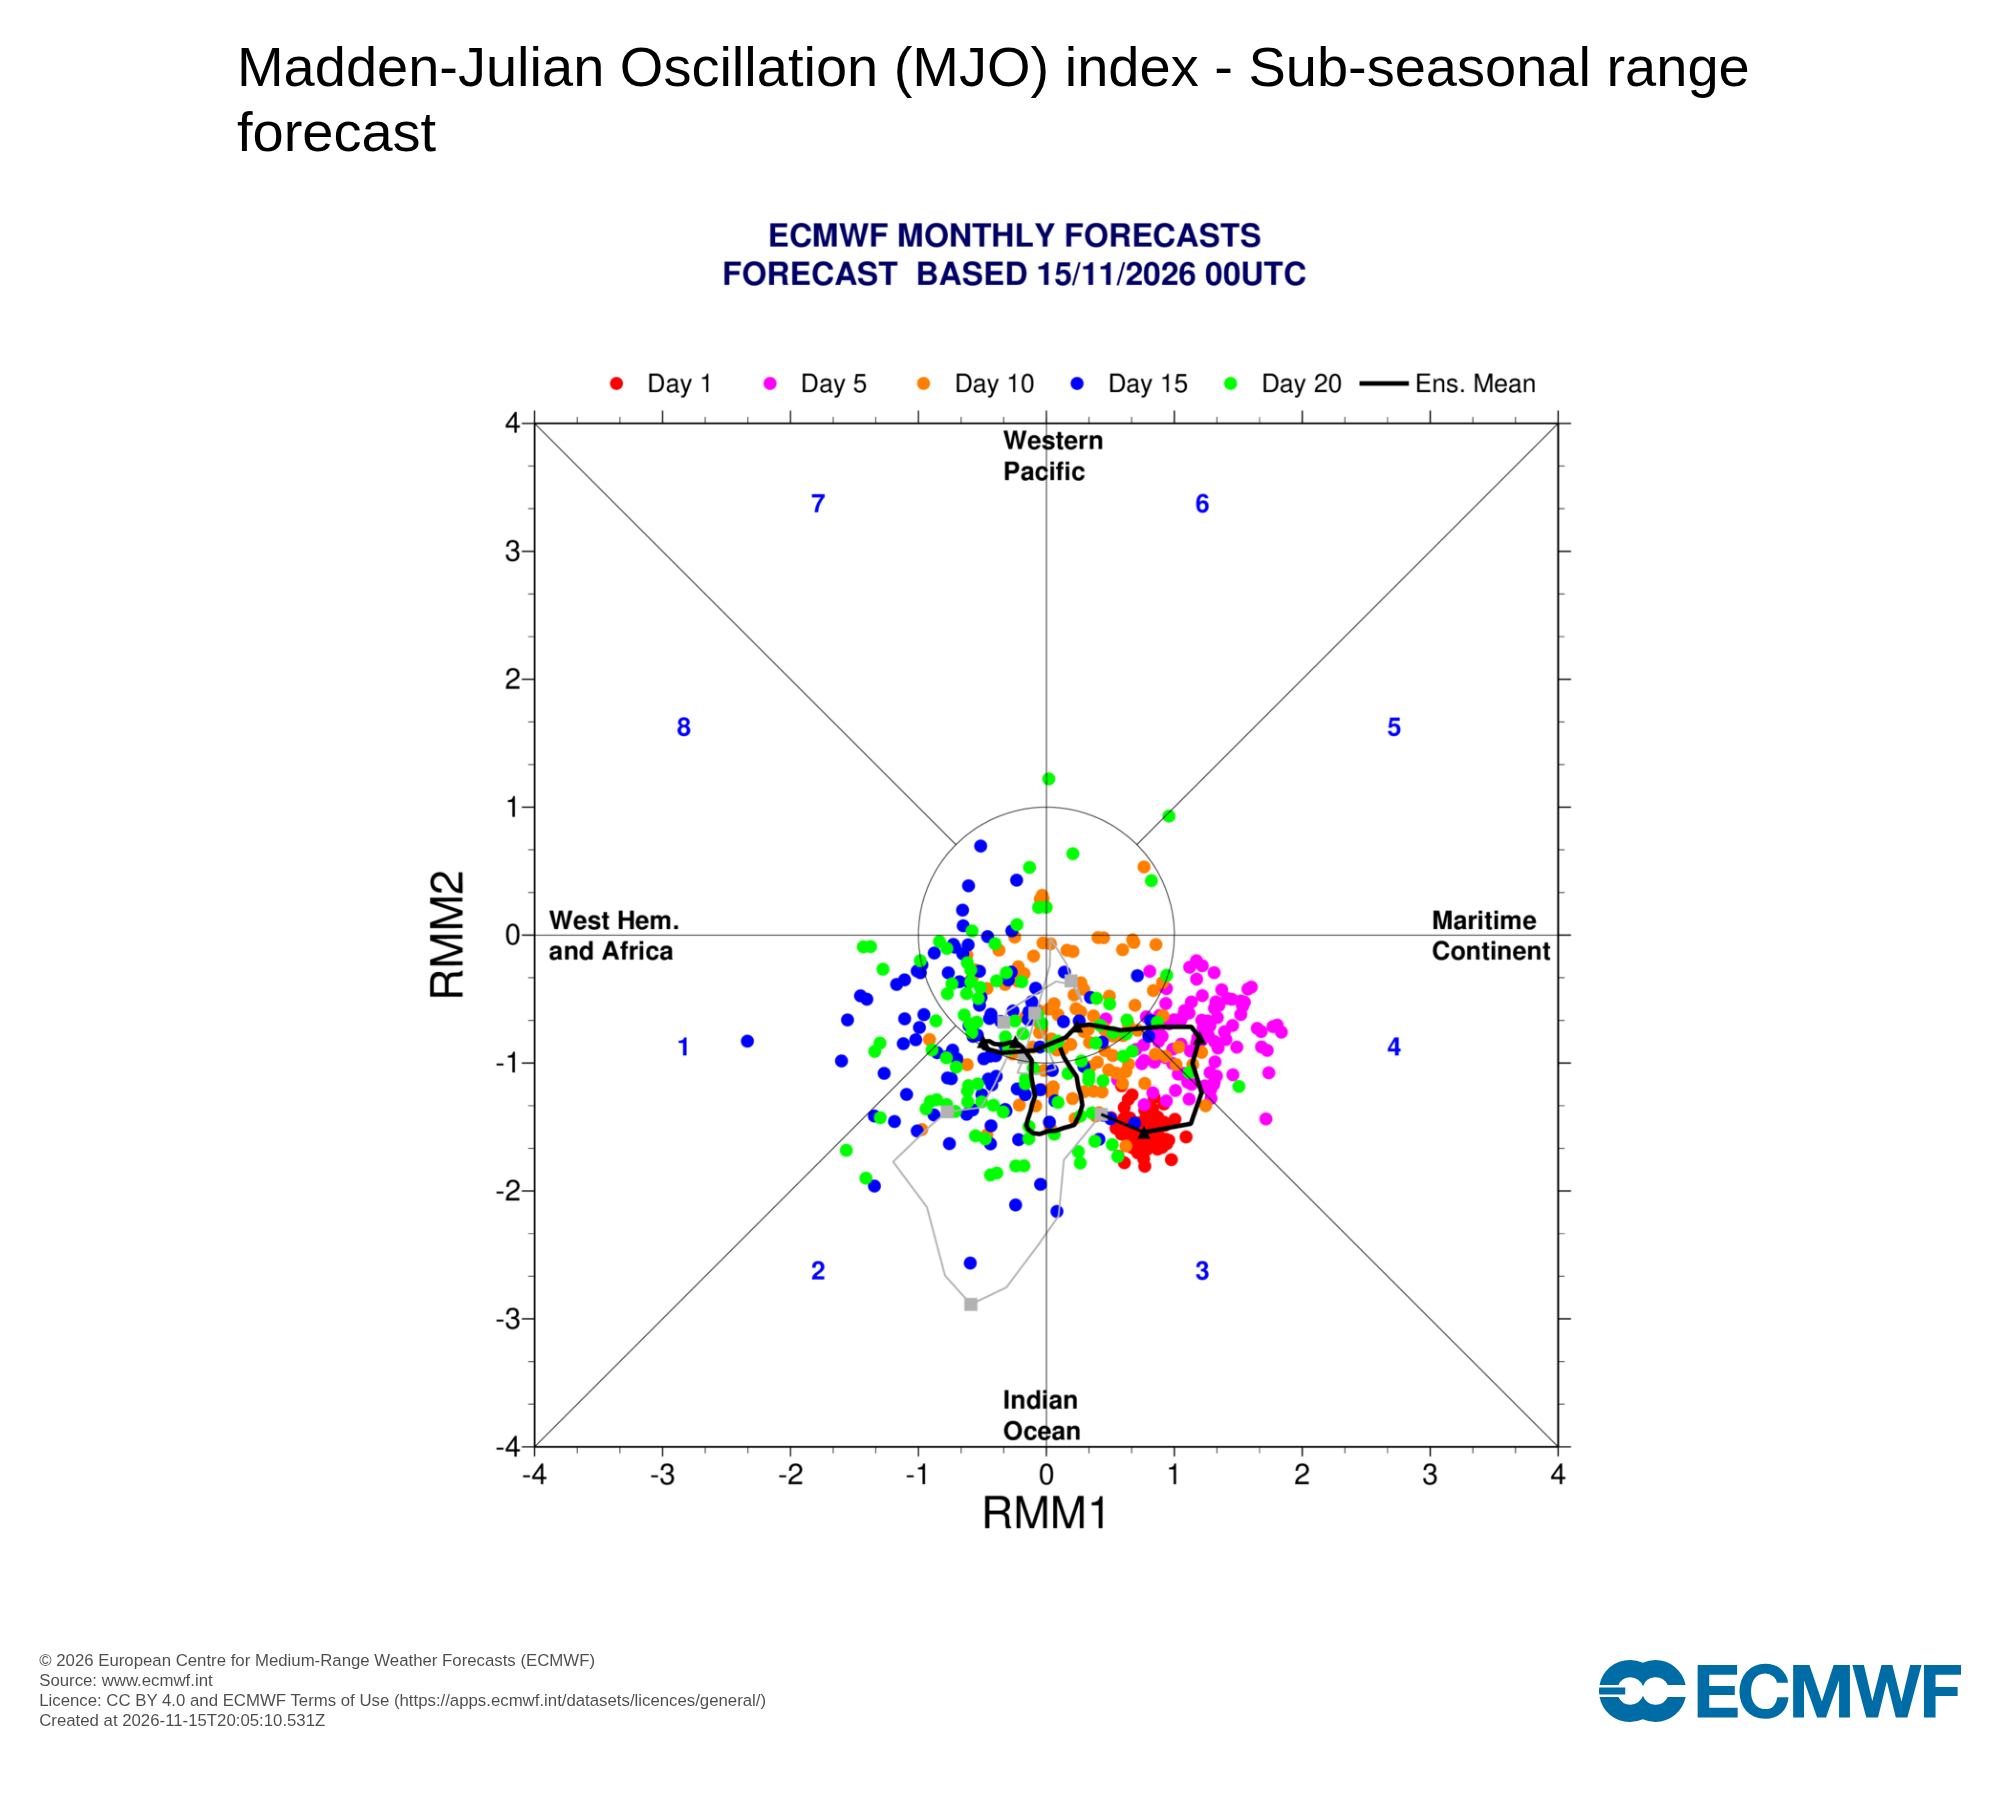 Madden-Julian Oscillation (MJO) index - Sub-seasonal range
forecast
ECMWF MONTHLY FORECASTS
FORECAST BASED 15/11/2026 00UTC
Day 1 Day 5 Day 10 Day 15 Day 20 Ens. Mean
4
Western
Pacific
7 6
3
2
8 5
1
RMM2
West Hem.
and Africa
0
Maritime
Continent
1 4
-1
-2
2 3
-3
Indian
Ocean
-4
-4 -3 -2 -1 0 1 2 3 4
RMM1
© 2026 European Centre for Medium-Range Weather Forecasts (ECMWF)
Source: www.ecmwf.int
Licence: CC BY 4.0 and ECMWF Terms of Use (https://apps.ecmwf.int/datasets/licences/general/)
Created at 2026-11-15T20:05:10.531Z
ECMWF